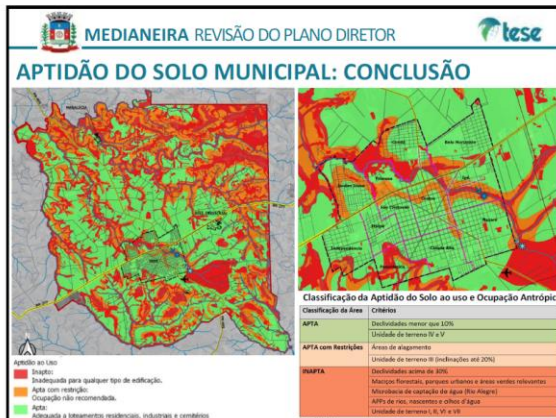 MEDIANEIRA REVISÃO DO PLANO DIRETOR
tese
APTIDÃO DO SOLO MUNICIPAL: CONCLUSÃO
Aptidão ao Uso
Inapto:
Inadequada para qualquer tipo de edificação.
Apta com restrição:
Ocupação não recomendada.
Apta:
Adequada a loteamentos residenciais, industriais e cemitérios
Classificação da Aptidão do Solo ao uso e Ocupação Antrópic
Classificação da Área Critérios
APTA Declividades menor que 10%
Unidade de terreno IV e V
APTA com Restrições Áreas de alagamento
Unidade de terreno III (inclinações até 20%)
INAPTA Declividades acima de 30%
Maciços florestais, parques urbanos e áreas verdes relevantes
Microbacia de captação de água (Rio Alegre)
APPs de rios, nascentes e olhos d'água
Unidade de terreno I, II, VI e VII